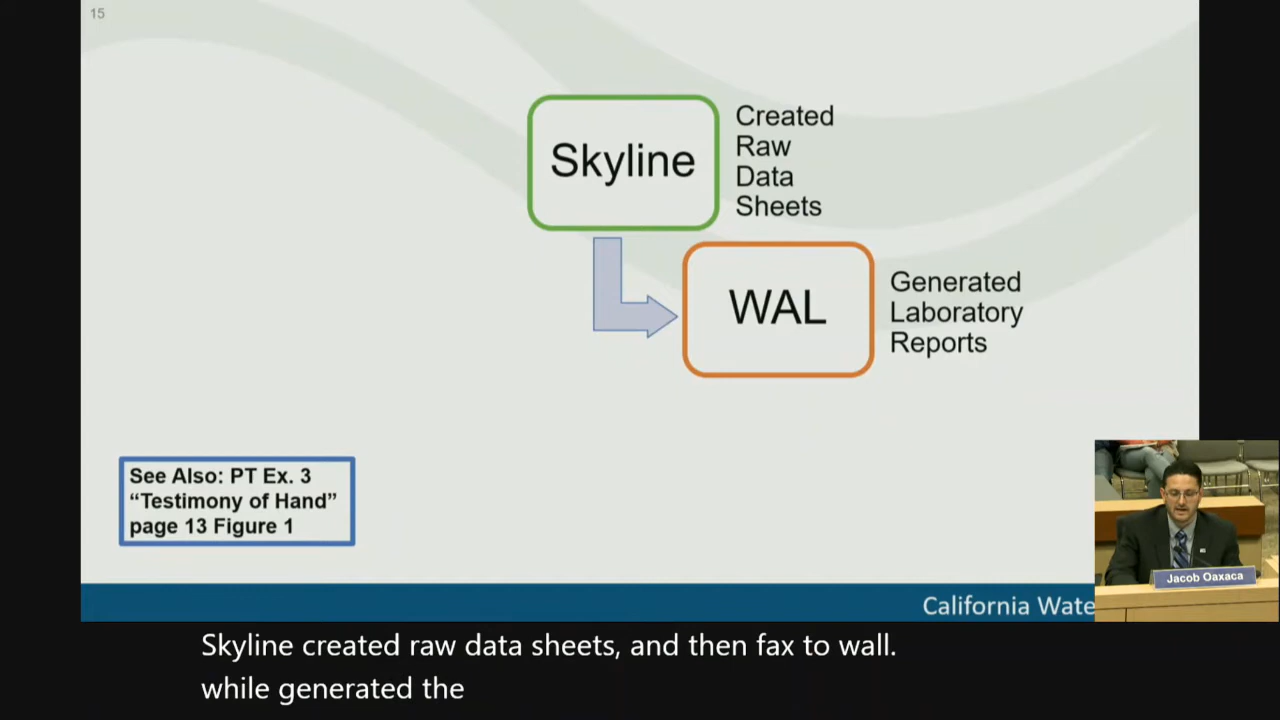 15
Skyline
Created
Raw
Data
Sheets
WAL
Generated
Laboratory
Reports
See Also: PT Ex. 3
“Testimony of Hand”
page 13 Figure 1
California Wate
Jacob Oaxaca
Skyline created raw data sheets, and then fax to wall.
while generated the